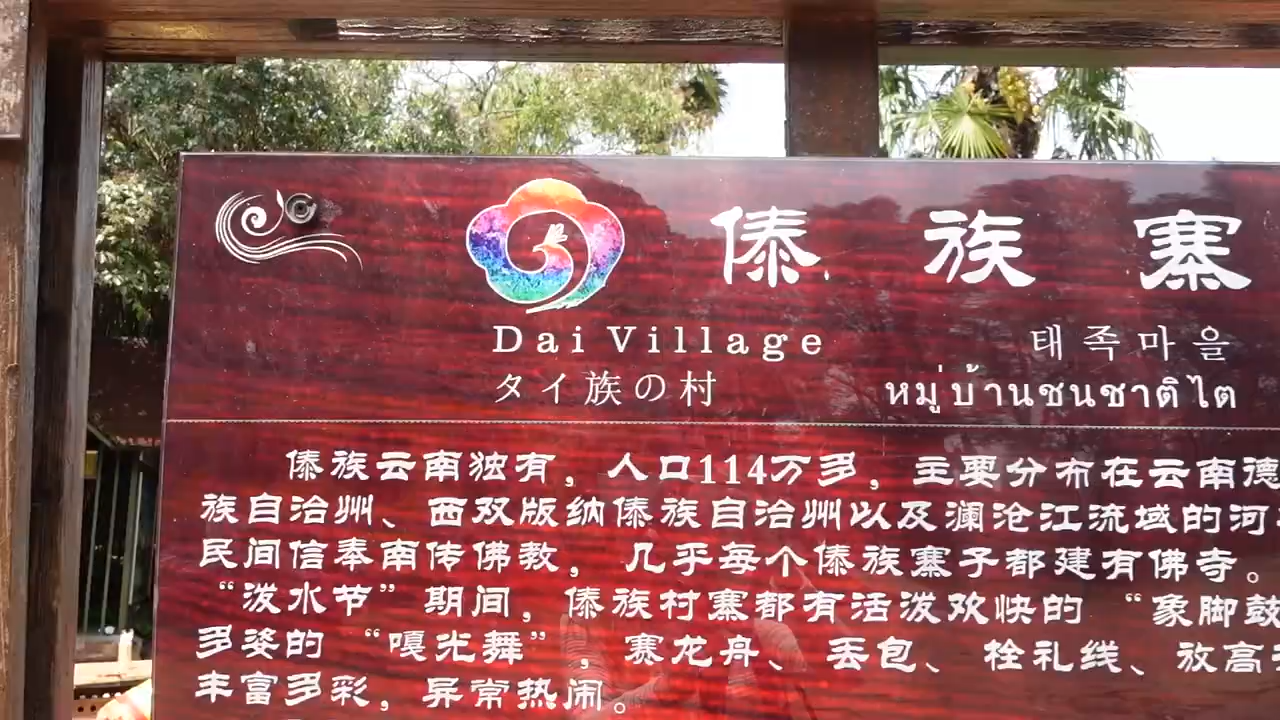 傣族寨
Dai Village
태족마을
タイ族の村
หมู่บ้านชนชาติไต
傣族云南独有，人口114万多，主要分布在云南德
族自治州、西双版纳傣族自治州以及澜沧江流域的河
民间信奉南传佛教， 几乎每个傣族寨子都建有佛寺。
“泼水节”期间，傣族村寨都有活泼欢快的 “象脚鼓
多姿的 “嘎光舞”，赛龙舟、丢包、栓礼线、放高
丰富多彩，异常热闹。